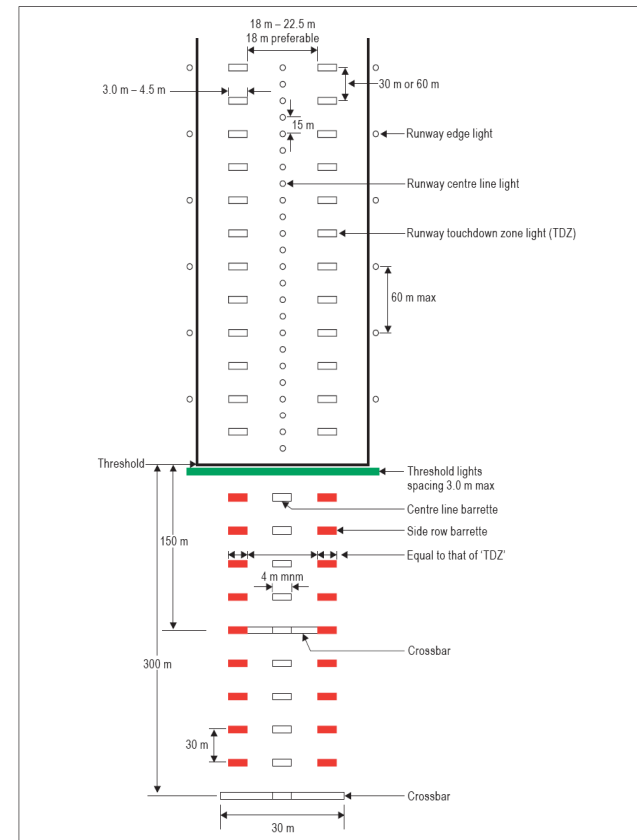 18 m – 22.5 m
18 m preferable
3.0 m – 4.5 m
30 m or 60 m
15 m
Runway edge light
Runway centre line light
Runway touchdown zone light (TDZ)
60 m max
Threshold
Threshold lights
spacing 3.0 m max
Centre line barrette
150 m
Side row barrette
Equal to that of 'TDZ'
4 m mnm
Crossbar
300 m
30 m
Crossbar
30 m